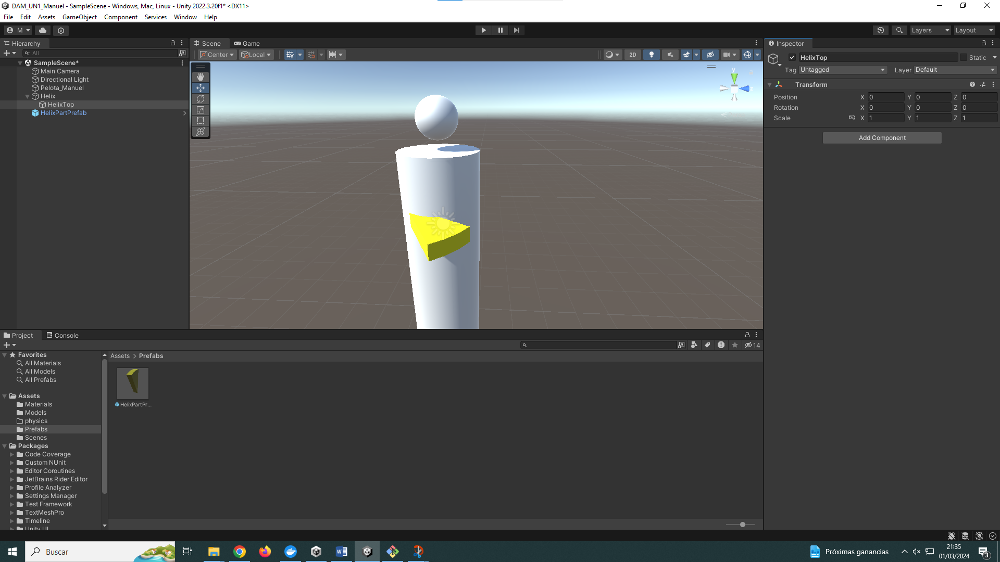 DAM_UN1_Manuel - SampleScene - Windows, Mac, Linux - Unity 2022.3.20f1* <DX11>
File Edit Assets GameObject Component Services Window Help
M
Layers Layout
Hierarchy
All
SampleScene*
Main Camera
Directional Light
Pelota_Manuel
Helix
HelixTop
HelixPartPrefab
Scene Game
Center Local
2D
y
Inspector
HelixTop Static
Tag Untagged Layer Default
Transform
Position X 0 Y 0 Z 0
Rotation X 0 Y 0 Z 0
Scale X 1 Y 1 Z 1
Add Component
Project Console
14
Favorites
All Materials
All Models
All Prefabs
Assets
Materials
Models
physics
Prefabs
Scenes
Packages
Code Coverage
Custom NUnit
Editor Coroutines
JetBrains Rider Editor
Profile Analyzer
Settings Manager
Test Framework
TextMeshPro
Timeline
Unity UI
Assets > Prefabs
HelixPartPr...
Buscar
Próximas ganancias
21:35
01/03/2024
3